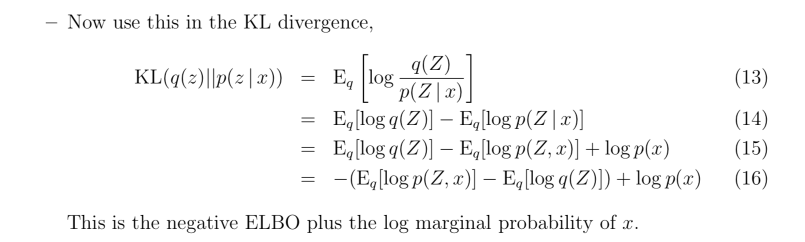 – Now use this in the KL divergence,
KL(q(z)||p(z | x)) = E_q [log q(Z) / p(Z | x)] (13)
= E_q[log q(Z)] − E_q[log p(Z | x)] (14)
= E_q[log q(Z)] − E_q[log p(Z, x)] + log p(x) (15)
= −(E_q[log p(Z, x)] − E_q[log q(Z)]) + log p(x) (16)
This is the negative ELBO plus the log marginal probability of x.